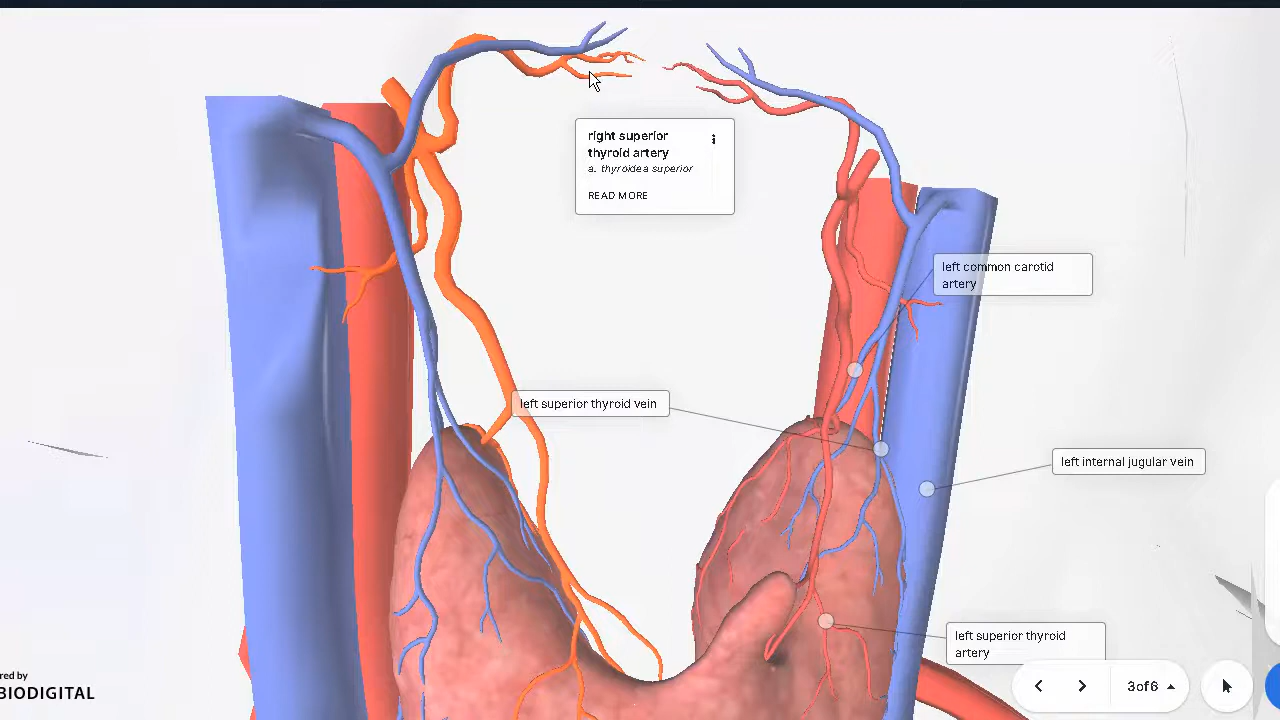 right superior
thyroid artery
a. thyroidea superior
READ MORE
left common carotid
artery
left superior thyroid vein
left internal jugular vein
left superior thyroid
artery
3of6
red by
BIODIGITAL